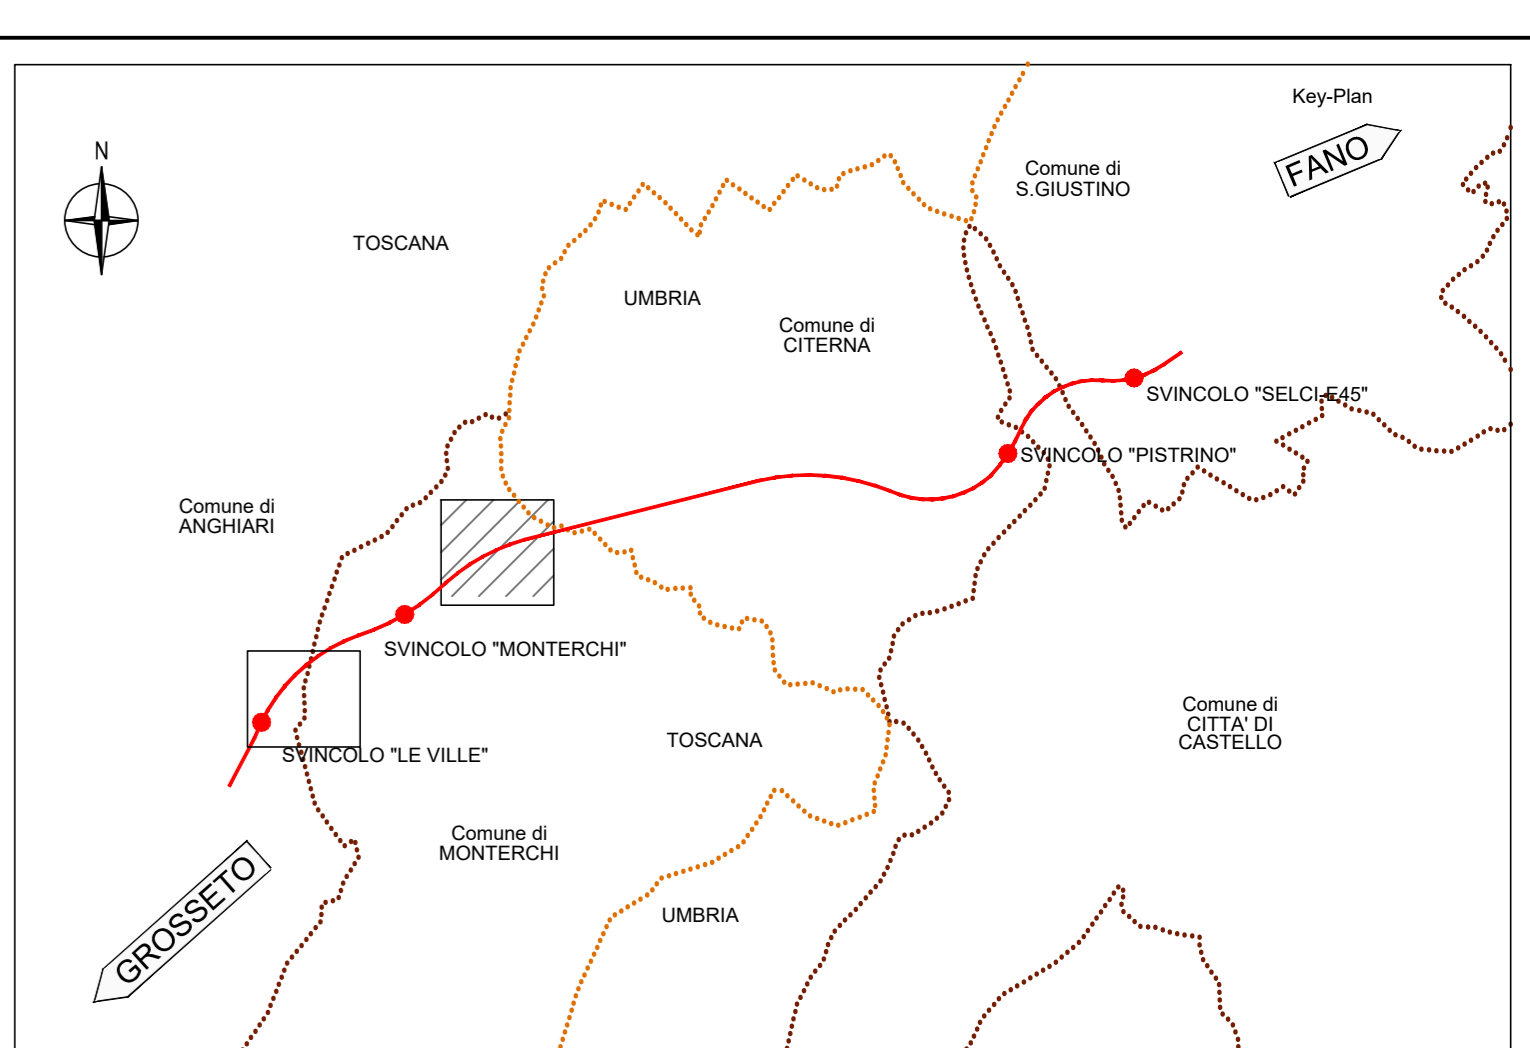 Key-Plan
N
FANO
Comune di
S.GIUSTINO
TOSCANA
UMBRIA
Comune di
CITERNA
SVINCOLO "SELCI-E45"
SVINCOLO "PISTRINO"
Comune di
ANGHIARI
SVINCOLO "MONTERCHI"
SVINCOLO "LE VILLE"
TOSCANA
Comune di
CITTA' DI
CASTELLO
Comune di
MONTERCHI
GROSSETO
UMBRIA